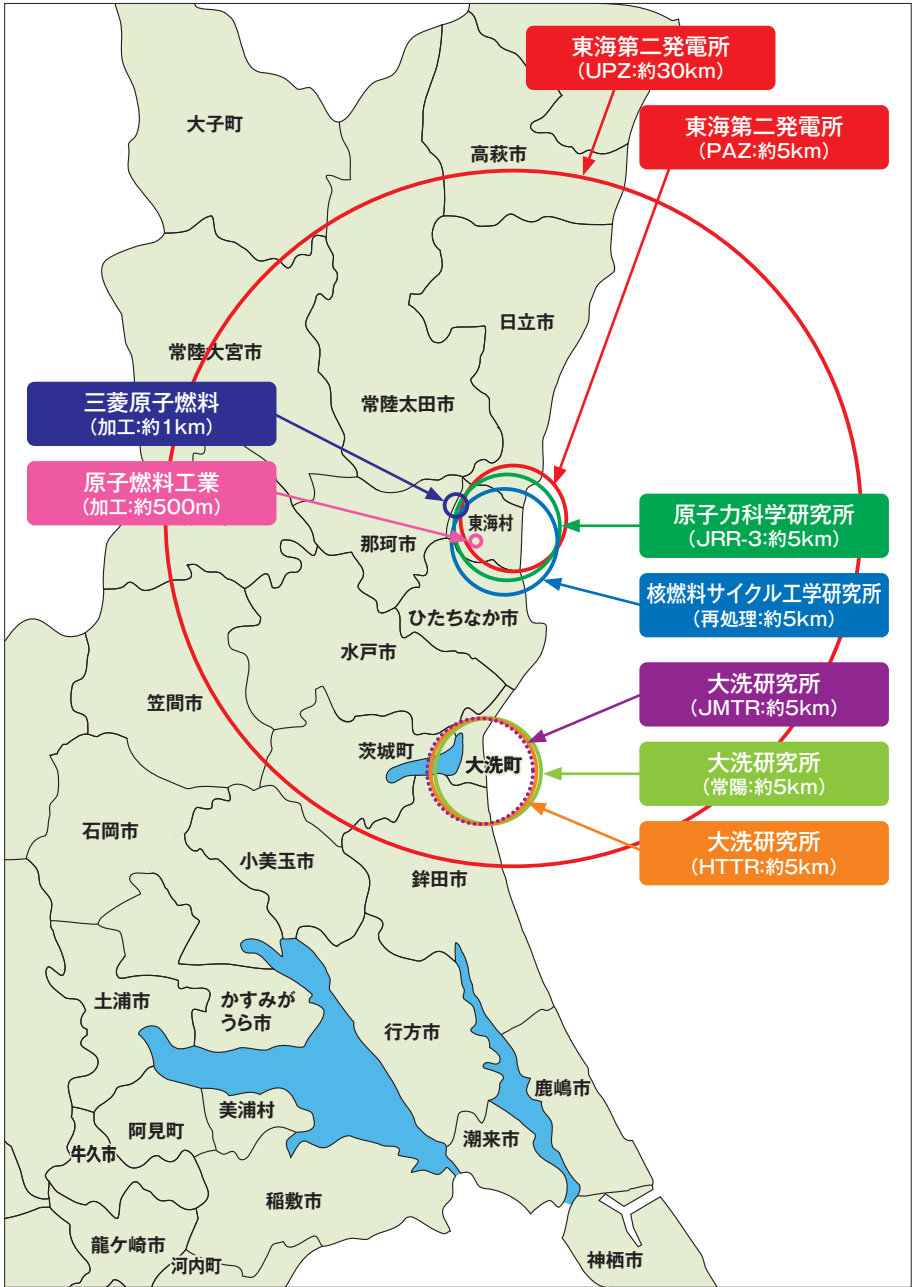 東海第二発電所
(UPZ:約30km)
東海第二発電所
(PAZ:約5km)
大子町
高萩市
日立市
常陸大宮市
常陸太田市
三菱原子燃料
(加工:約1km)
原子燃料工業
(加工:約500m)
東海村
那珂市
原子力科学研究所
(JRR-3:約5km)
核燃料サイクル工学研究所
(再処理:約5km)
ひたちなか市
水戸市
笠間市
大洗研究所
(JMTR:約5km)
茨城町
大洗町
大洗研究所
(常陽:約5km)
石岡市
小美玉市
鉾田市
大洗研究所
(HTTR:約5km)
土浦市
かすみが
うら市
行方市
鹿嶋市
美浦村
阿見町
潮来市
牛久市
稲敷市
龍ケ崎市
河内町
神栖市